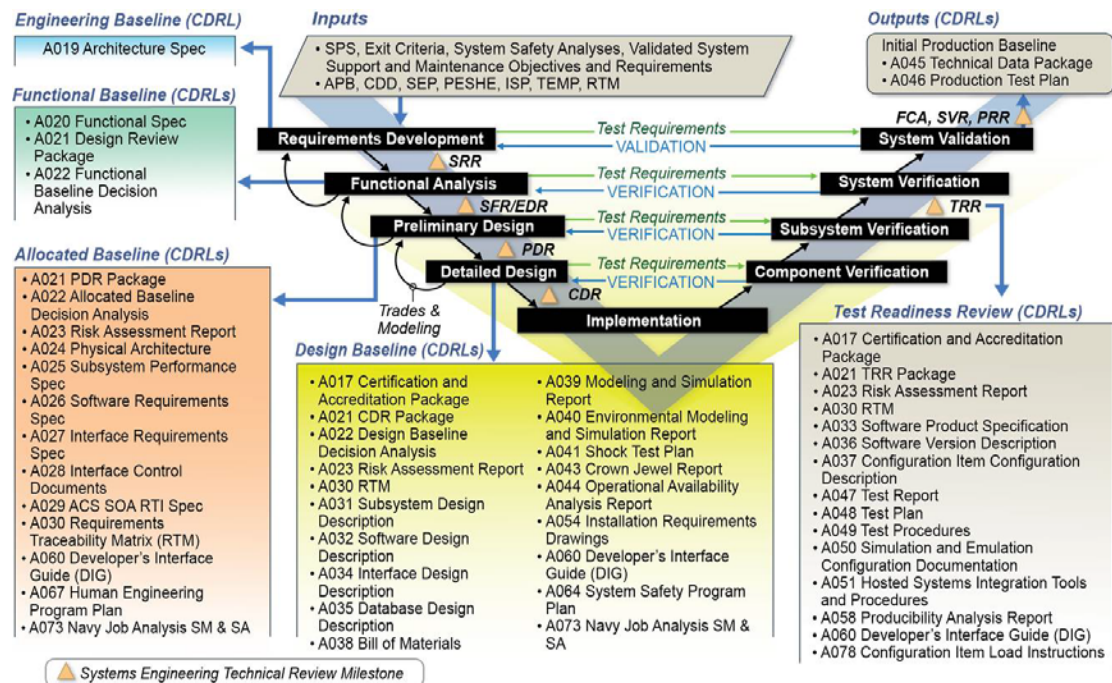 Engineering Baseline (CDRL)
A019 Architecture Spec
Functional Baseline (CDRLs)
• A020 Functional Spec
• A021 Design Review
Package
• A022 Functional
Baseline Decision
Analysis
Allocated Baseline (CDRLs)
• A021 PDR Package
• A022 Allocated Baseline
Decision Analysis
• A023 Risk Assessment Report
• A024 Physical Architecture
• A025 Subsystem Performance
Spec
• A026 Software Requirements
Spec
• A027 Interface Requirements
Spec
• A028 Interface Control
Documents
• A029 ACS SOA RTI Spec
• A030 Requirements
Traceability Matrix (RTM)
• A060 Developer's Interface
Guide (DIG)
• A067 Human Engineering
Program Plan
• A073 Navy Job Analysis SM & SA
Inputs
• SPS, Exit Criteria, System Safety Analyses, Validated System
Support and Maintenance Objectives and Requirements
• APB, CDD, SEP, PESHE, ISP, TEMP, RTM
Outputs (CDRLs)
Initial Production Baseline
• A045 Technical Data Package
• A046 Production Test Plan
FCA, SVR, PRR
Requirements Development
Test Requirements
VALIDATION
System Validation
SRR
Functional Analysis
Test Requirements
VERIFICATION
System Verification
SFR/EDR
TRR
Preliminary Design
Test Requirements
VERIFICATION
Subsystem Verification
PDR
Detailed Design
Test Requirements
VERIFICATION
Component Verification
CDR
Trades &
Modeling
Implementation
Design Baseline (CDRLs)
• A017 Certification and
Accreditation Package
• A021 CDR Package
• A022 Design Baseline
Decision Analysis
• A023 Risk Assessment Report
• A030 RTM
• A031 Subsystem Design
Description
• A032 Software Design
Description
• A034 Interface Design
Description
• A035 Database Design
Description
• A038 Bill of Materials
• A039 Modeling and Simulation
Report
• A040 Environmental Modeling
and Simulation Report
• A041 Shock Test Plan
• A043 Crown Jewel Report
• A044 Operational Availability
Analysis Report
• A054 Installation Requirements
Drawings
• A060 Developer's Interface
Guide (DIG)
• A064 System Safety Program
Plan
• A073 Navy Job Analysis SM &
SA
Test Readiness Review (CDRLs)
• A017 Certification and Accreditation
Package
• A021 TRR Package
• A023 Risk Assessment Report
• A030 RTM
• A033 Software Product Specification
• A036 Software Version Description
• A037 Configuration Item Configuration
Description
• A047 Test Report
• A048 Test Plan
• A049 Test Procedures
• A050 Simulation and Emulation
Configuration Documentation
• A051 Hosted Systems Integration Tools
and Procedures
• A058 Producibility Analysis Report
• A060 Developer's Interface Guide (DIG)
• A078 Configuration Item Load Instructions
Systems Engineering Technical Review Milestone